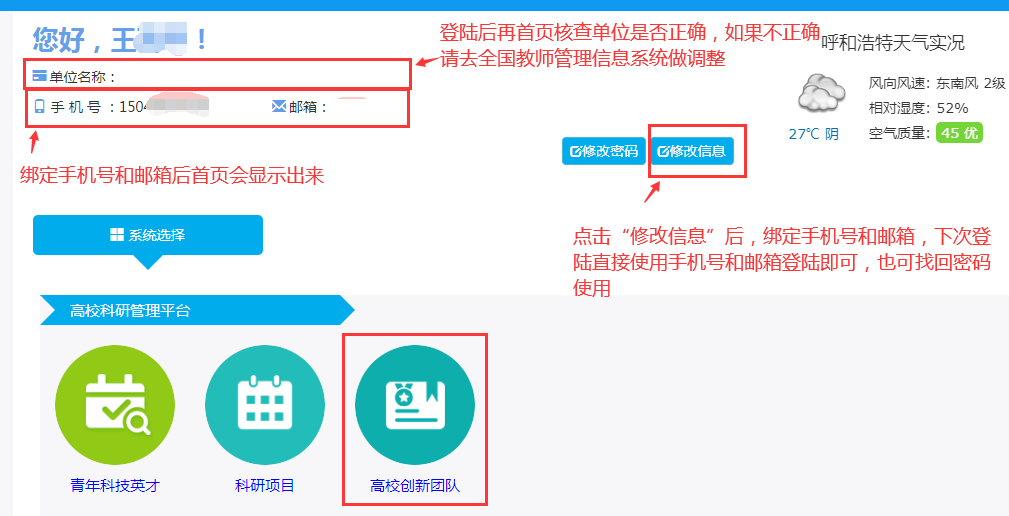 您好，王 ！
登陆后再首页核查单位是否正确，如果不正确
请去全国教师管理信息系统做调整
呼和浩特天气实况
单位名称：
手 机 号 ：1504
邮箱：
风向风速: 东南风 2级
相对湿度: 52%
27℃ 阴
空气质量: 45 优
修改密码
修改信息
绑定手机号和邮箱后首页会显示出来
系统选择
点击“修改信息”后，绑定手机号和邮箱，下次登
陆直接使用手机号和邮箱登陆即可，也可找回密码
使用
高校科研管理平台
青年科技英才
科研项目
高校创新团队